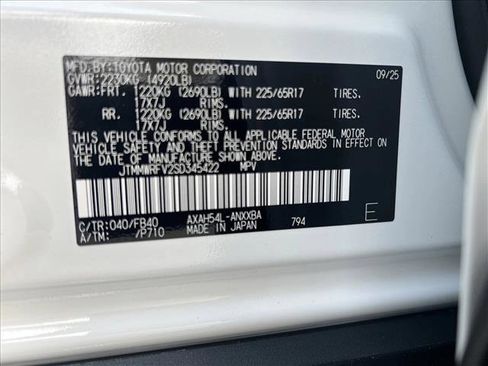 MFD.BY:TOYOTA MOTOR CORPORATION 09/25
GVWR:2230KG (4920LB)
GAWR:FRT. 1220KG (2690LB) WITH 225/65R17 TIRES.
17X7J RIMS.
RR. 1220KG (2690LB) WITH 225/65R17 TIRES.
17X7J RIMS.
THIS VEHICLE CONFORMS TO ALL APPLICABLE FEDERAL MOTOR
VEHICLE SAFETY AND THEFT PREVENTION STANDARDS IN EFFECT
ON THE DATE OF MANUFACTURE SHOWN ABOVE.
JTMMWRFV2SD345422 MPV
C/TR:040/FB40 AXAH54L-ANXXBA
A/TM: /P710 MADE IN JAPAN 794 E